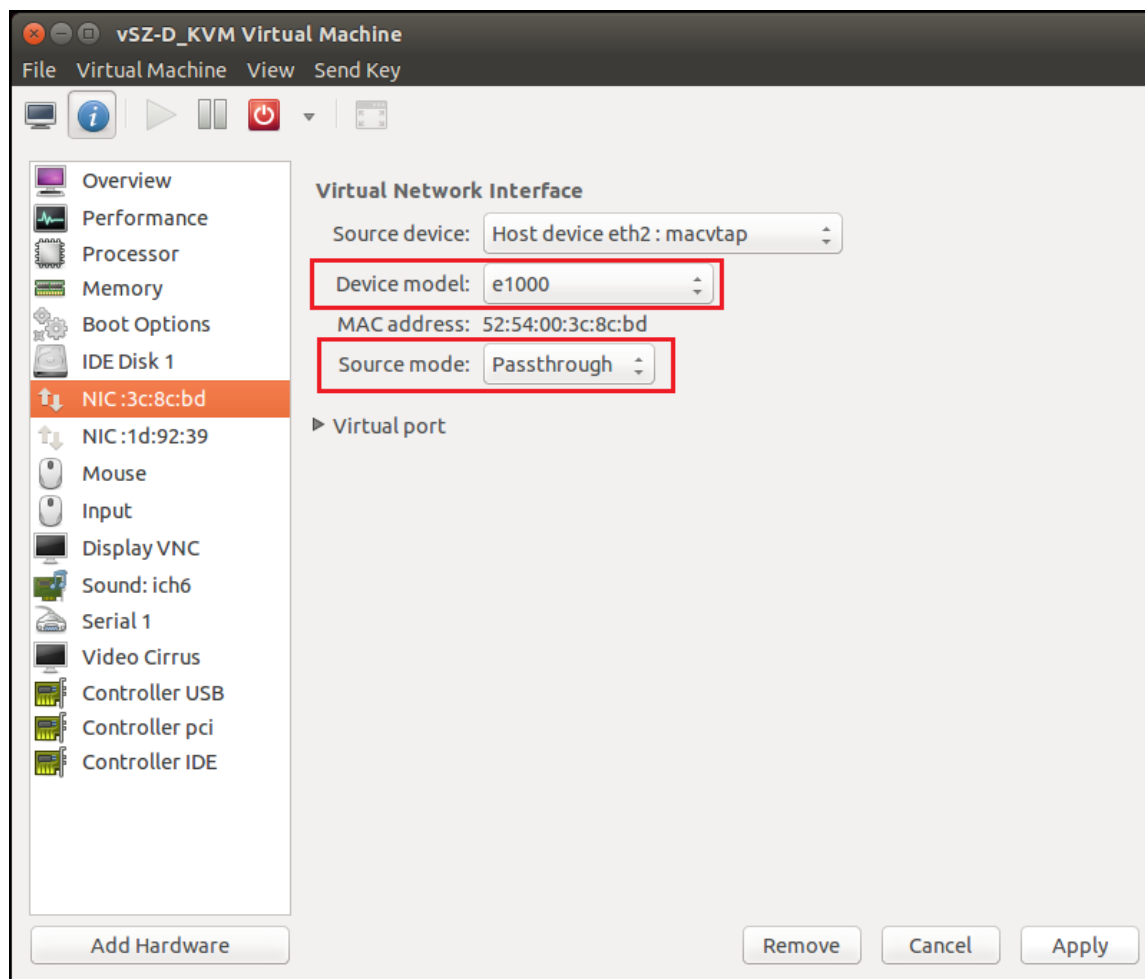 vSZ-D_KVM Virtual Machine
File Virtual Machine View Send Key
Overview
Performance
Processor
Memory
Boot Options
IDE Disk 1
NIC :3c:8c:bd
NIC :1d:92:39
Mouse
Input
Display VNC
Sound: ich6
Serial 1
Video Cirrus
Controller USB
Controller pci
Controller IDE
Add Hardware
Virtual Network Interface
Source device: Host device eth2 : macvtap
Device model: e1000
MAC address: 52:54:00:3c:8c:bd
Source mode: Passthrough
Virtual port
Remove Cancel Apply